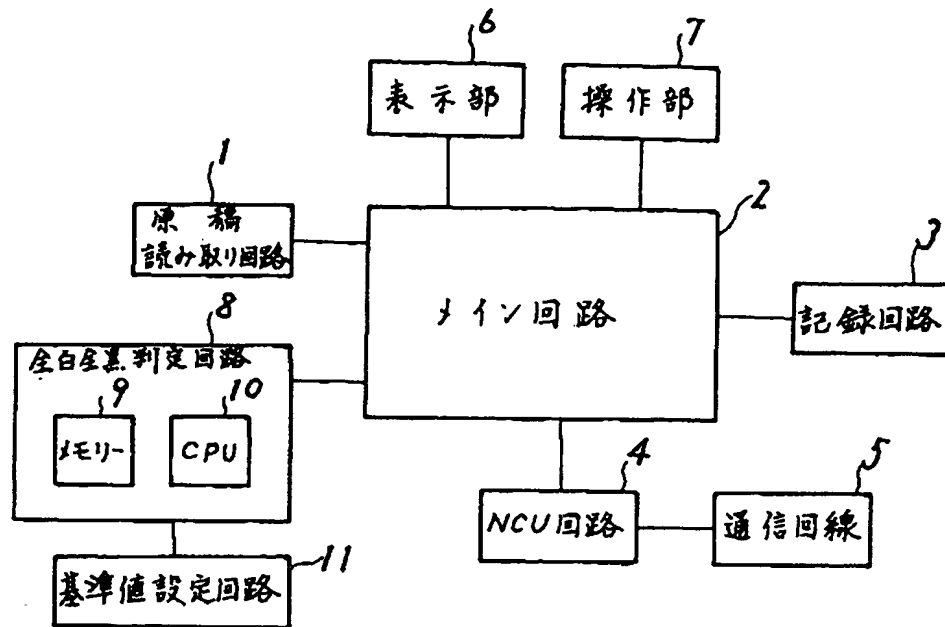 6
7
表示部
操作部
1
2
原稿
読み取り回路
3
メイン回路
記録回路
8
全白全黒判定回路
9
10
メモリー
CPU
4
5
NCU回路
通信回線
11
基準値設定回路